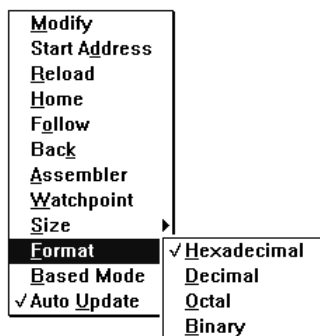 Modify
Start Address
Reload
Home
Follow
Back
Assembler
Watchpoint
Size
Format
Based Mode
✓Auto Update
✓Hexadecimal
Decimal
Octal
Binary